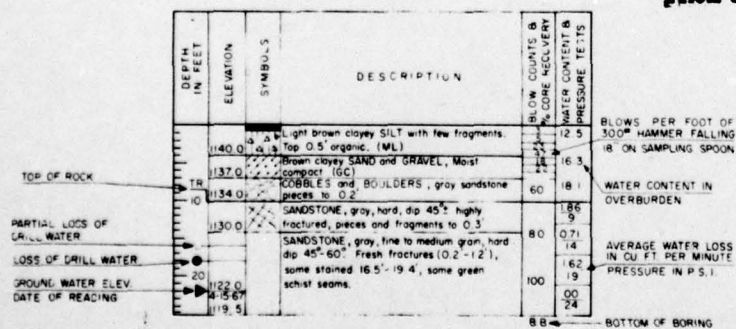 DEPTH IN FEET
ELEVATION
SYMBOLS
DESCRIPTION
BLOW COUNTS & % CORE RECOVERY
WATER CONTENT & PRESSURE TESTS
Light brown clayey SILT with few fragments.
Top 0.5' organic. (ML)
1140.0
12.5
Brown clayey SAND and GRAVEL, Moist
compact (GC)
1137.0
16.3
COBBLES and BOULDERS, gray sandstone
pieces to 0.2'
T.R.
10
1134.0
60
18.1
SANDSTONE, gray, hard, dip 45°± highly
fractured, pieces and fragments to 0.3'
1130.0
80
1.86
9
SANDSTONE, gray, fine to medium grain, hard
dip 45°-60°. Fresh fractures (0.2'-1.2'),
some stained 16.5'-19.4', some green
schist seams.
0.71
14
1.62
19
20
1122.0
4-15-67
1119.5
100
.00
24
B.B
TOP OF ROCK
PARTIAL LOSS OF
DRILL WATER
LOSS OF DRILL WATER
GROUND WATER ELEV.
DATE OF READING
BLOWS PER FOOT OF
300# HAMMER FALLING
18" ON SAMPLING SPOON
WATER CONTENT IN
OVERBURDEN
AVERAGE WATER LOSS
IN CU FT. PER MINUTE
PRESSURE IN P.S.I.
BOTTOM OF BORING